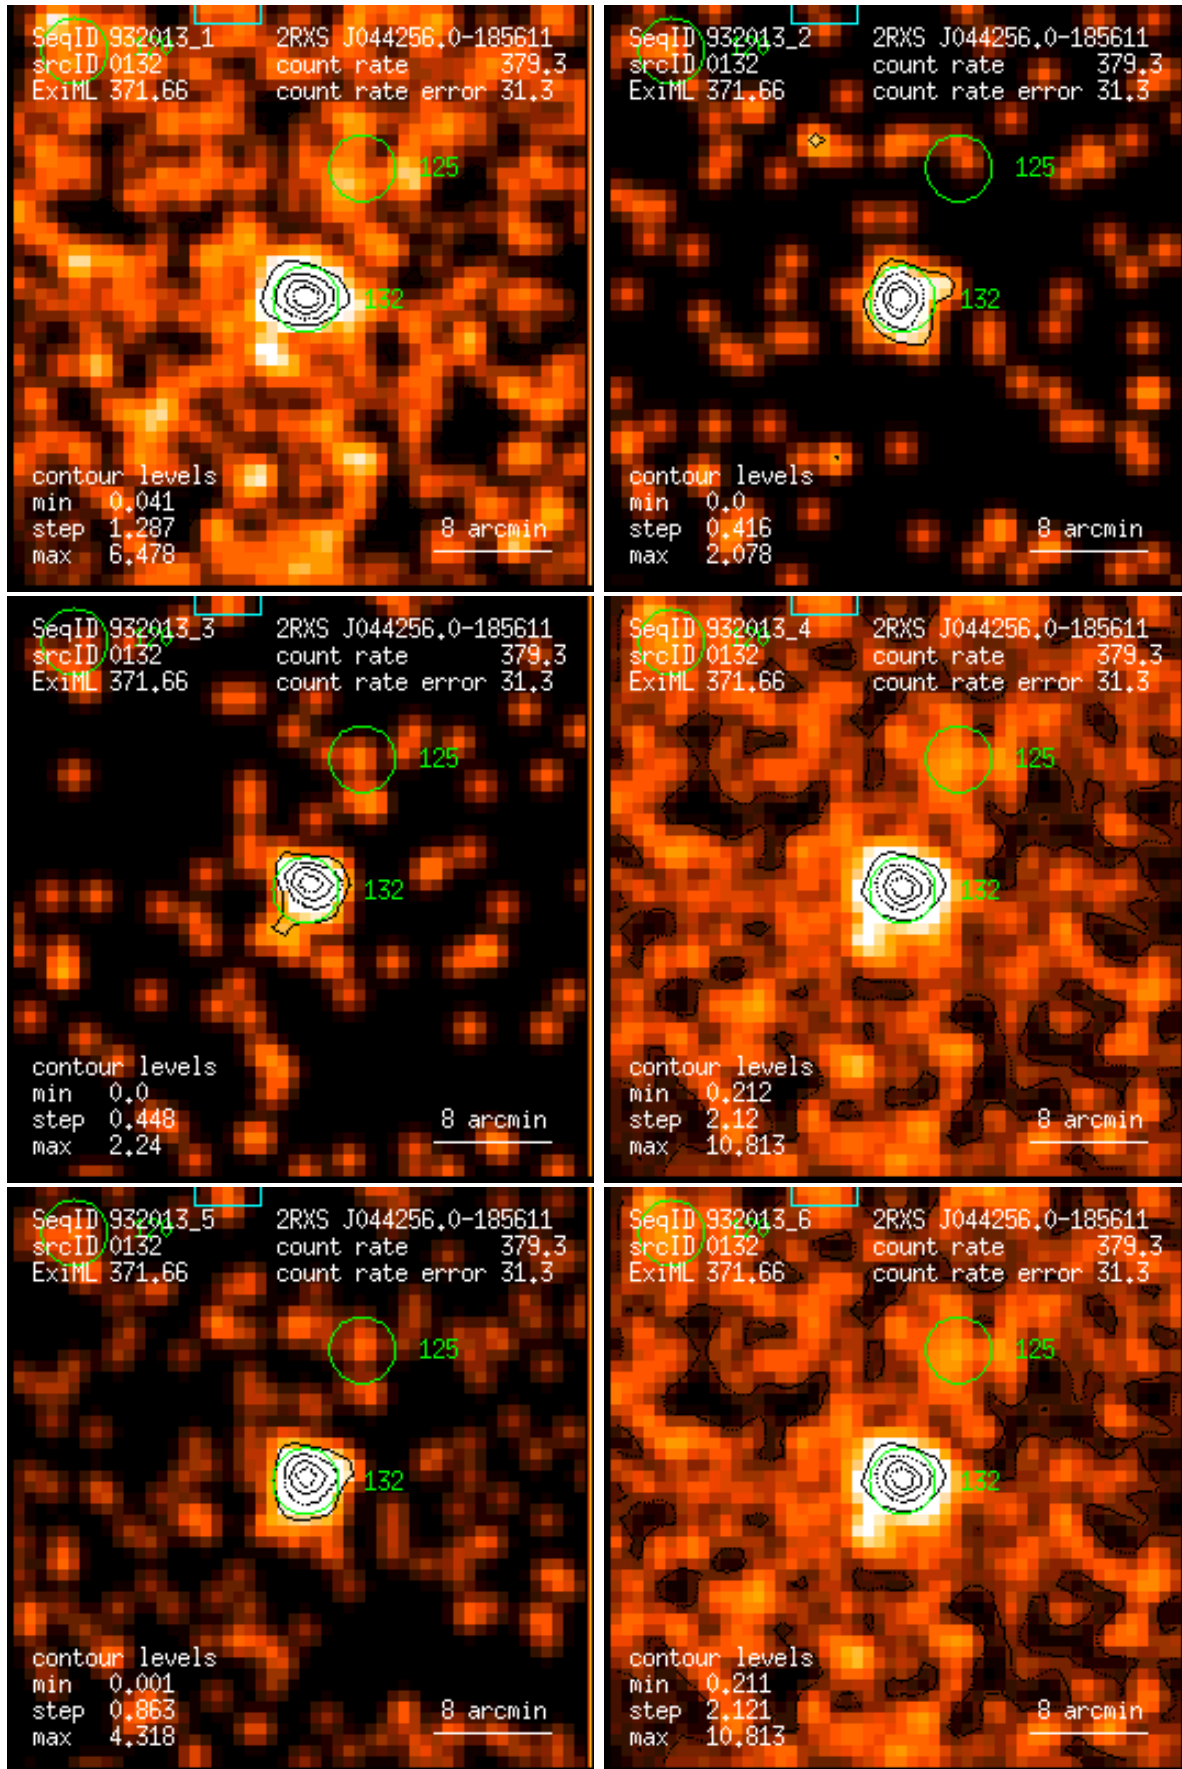 SeqID 932013_1 2RXS J044256.0-185611
srcID 0132 count rate 379.3
ExiML 371.66 count rate error 31.3
125
132
contour levels
min 0.041
step 1.287 8 arcmin
max 6.478
SeqID 932013_2 2RXS J044256.0-185611
srcID 0132 count rate 379.3
ExiML 371.66 count rate error 31.3
125
132
contour levels
min 0.0
step 0.416 8 arcmin
max 2.078
SeqID 932013_3 2RXS J044256.0-185611
srcID 0132 count rate 379.3
ExiML 371.66 count rate error 31.3
125
132
contour levels
min 0.0
step 0.448 8 arcmin
max 2.24
SeqID 932013_4 2RXS J044256.0-185611
srcID 0132 count rate 379.3
ExiML 371.66 count rate error 31.3
125
132
contour levels
min 0.212
step 2.12 8 arcmin
max 10.813
SeqID 932013_5 2RXS J044256.0-185611
srcID 0132 count rate 379.3
ExiML 371.66 count rate error 31.3
125
132
contour levels
min 0.001
step 0.863 8 arcmin
max 4.318
SeqID 932013_6 2RXS J044256.0-185611
srcID 0132 count rate 379.3
ExiML 371.66 count rate error 31.3
125
132
contour levels
min 0.211
step 2.121 8 arcmin
max 10.813